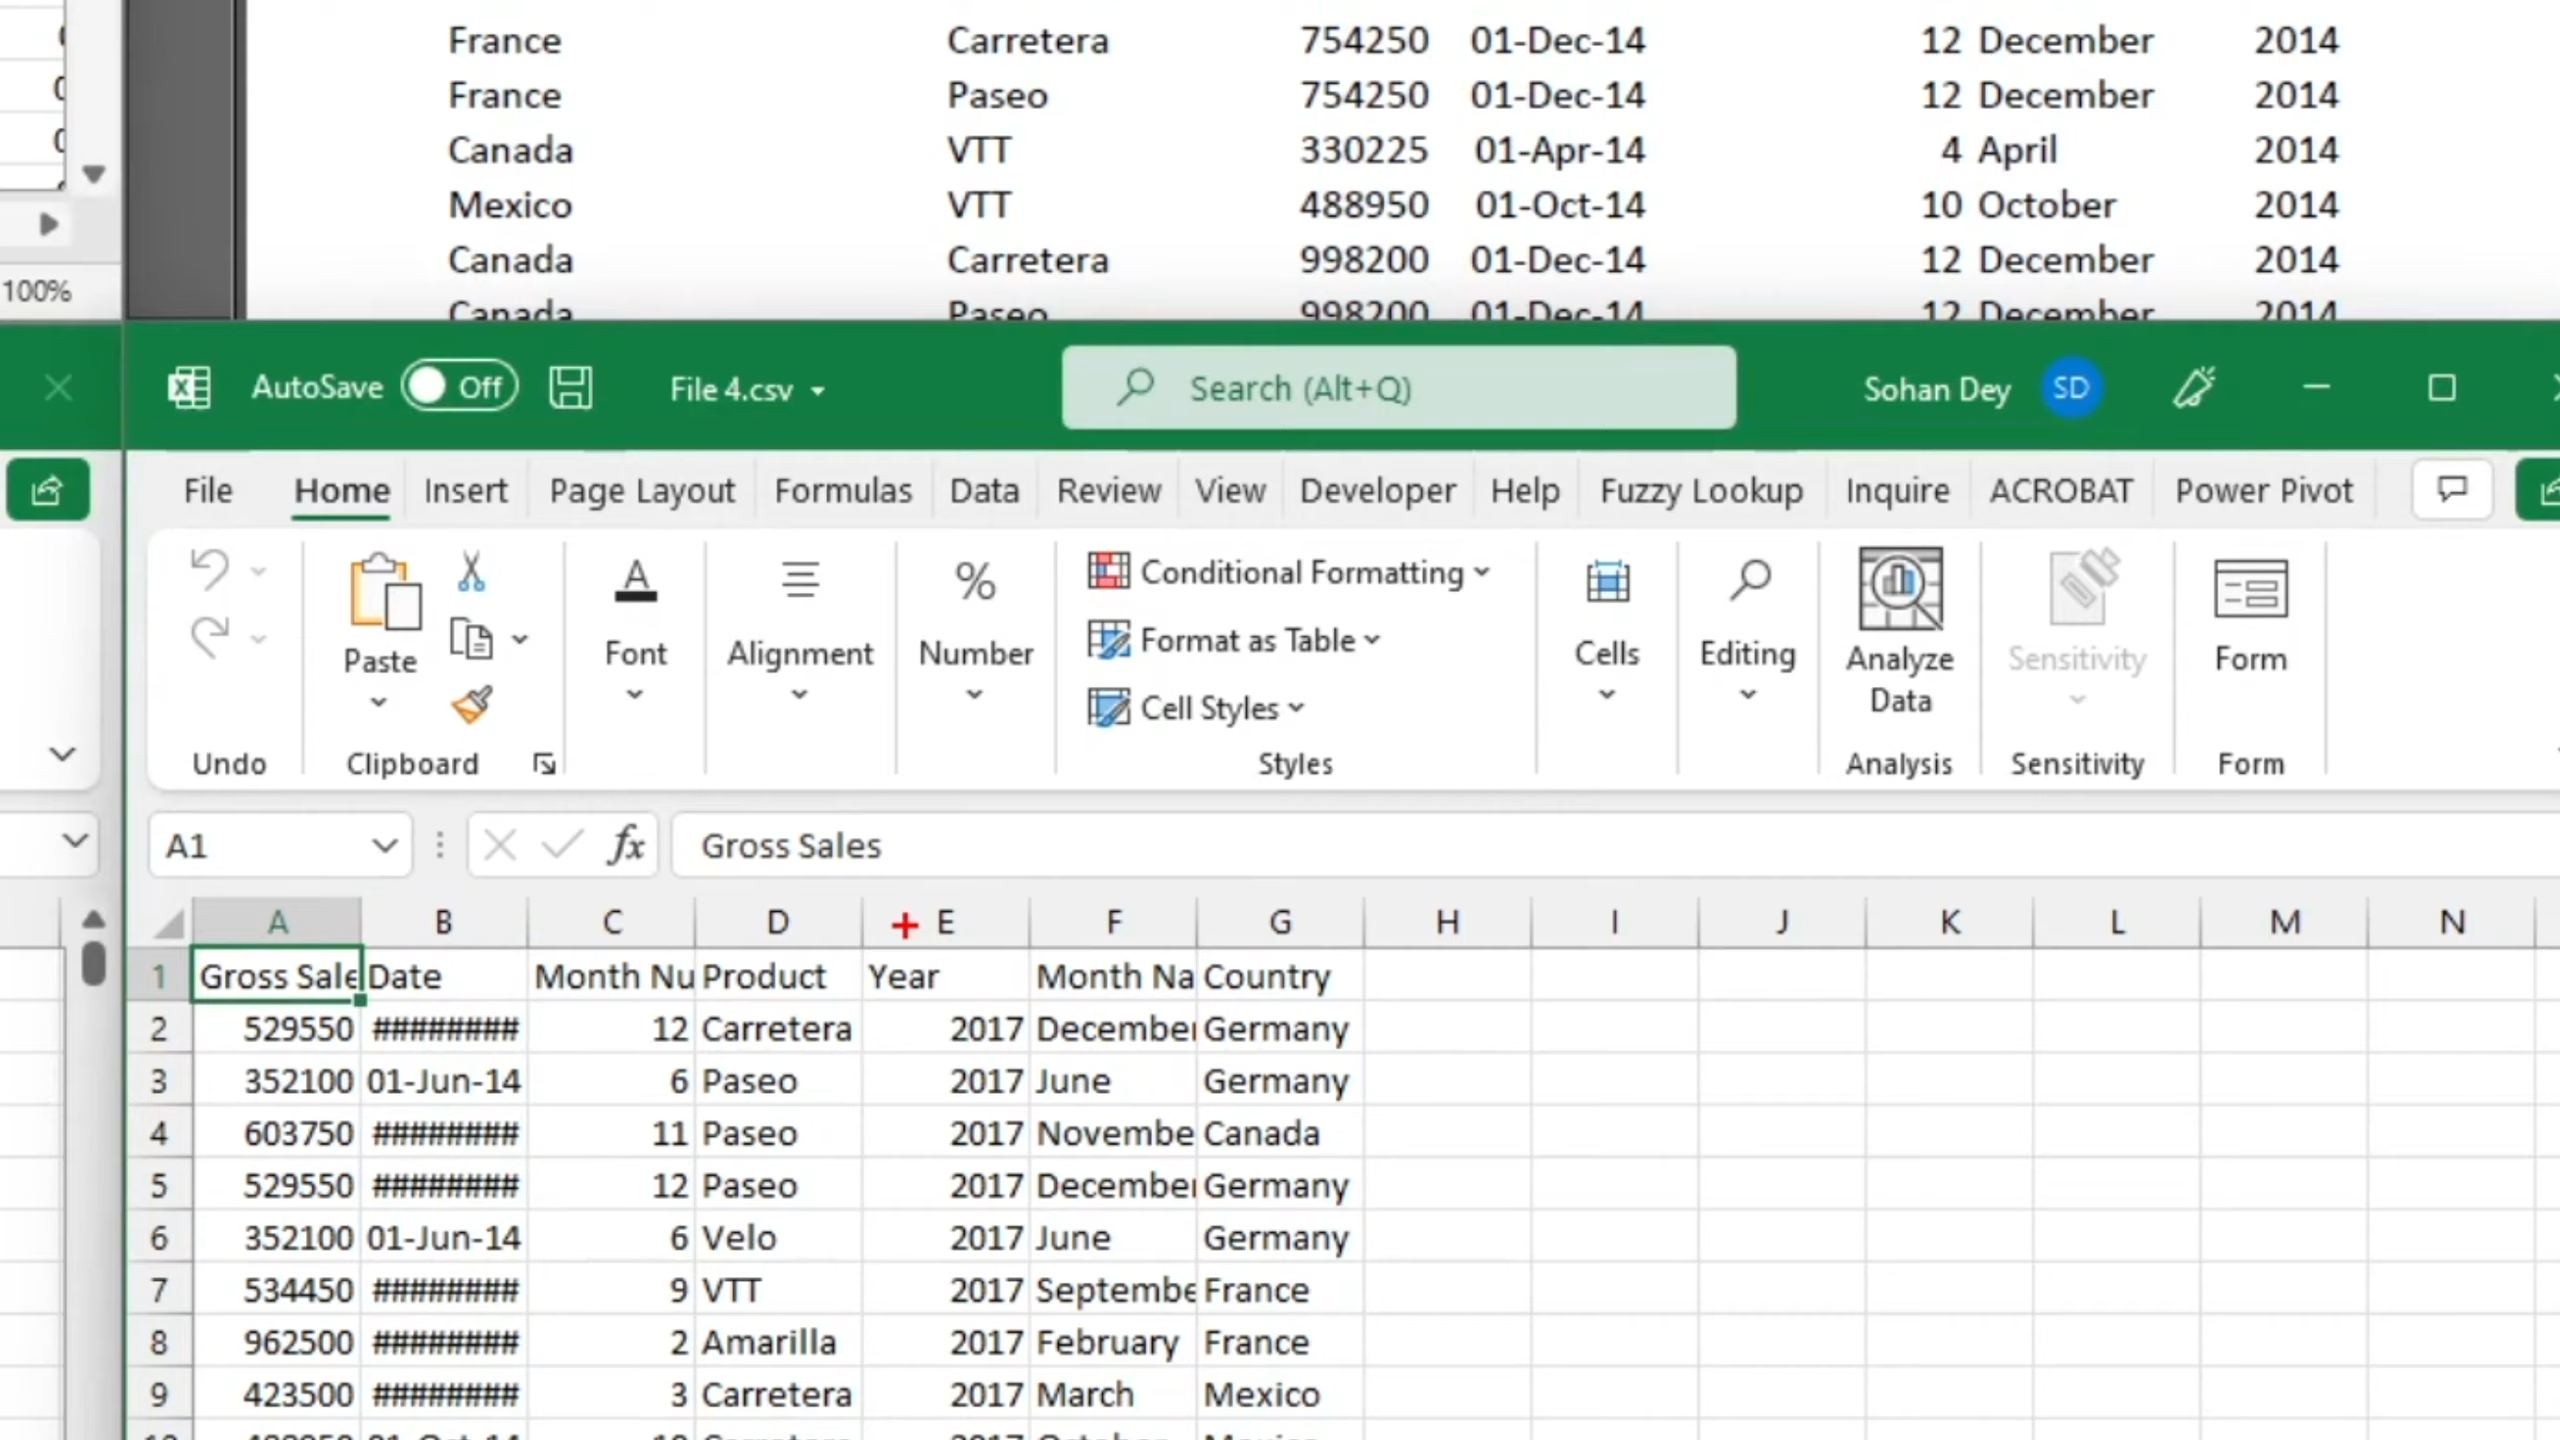 France Carretera 754250 01-Dec-14 12 December 2014
France Paseo 754250 01-Dec-14 12 December 2014
Canada VTT 330225 01-Apr-14 4 April 2014
Mexico VTT 488950 01-Oct-14 10 October 2014
Canada Carretera 998200 01-Dec-14 12 December 2014
Canada Paseo 998200 01-Dec-14 12 December 2014
100%
AutoSave Off File 4.csv Search (Alt+Q) Sohan Dey SD
File Home Insert Page Layout Formulas Data Review View Developer Help Fuzzy Lookup Inquire ACROBAT Power Pivot
Conditional Formatting
Format as Table
Cell Styles
Paste Font Alignment Number Cells Editing Analyze Data Sensitivity Form
Undo Clipboard Styles Analysis Sensitivity Form
A1 fx Gross Sales
A B C D E F G H I J K L M N
1 Gross Sale Date Month Nu Product Year Month Na Country
2 529550 ######## 12 Carretera 2017 December Germany
3 352100 01-Jun-14 6 Paseo 2017 June Germany
4 603750 ######## 11 Paseo 2017 Novembe Canada
5 529550 ######## 12 Paseo 2017 December Germany
6 352100 01-Jun-14 6 Velo 2017 June Germany
7 534450 ######## 9 VTT 2017 Septembe France
8 962500 ######## 2 Amarilla 2017 February France
9 423500 ######## 3 Carretera 2017 March Mexico